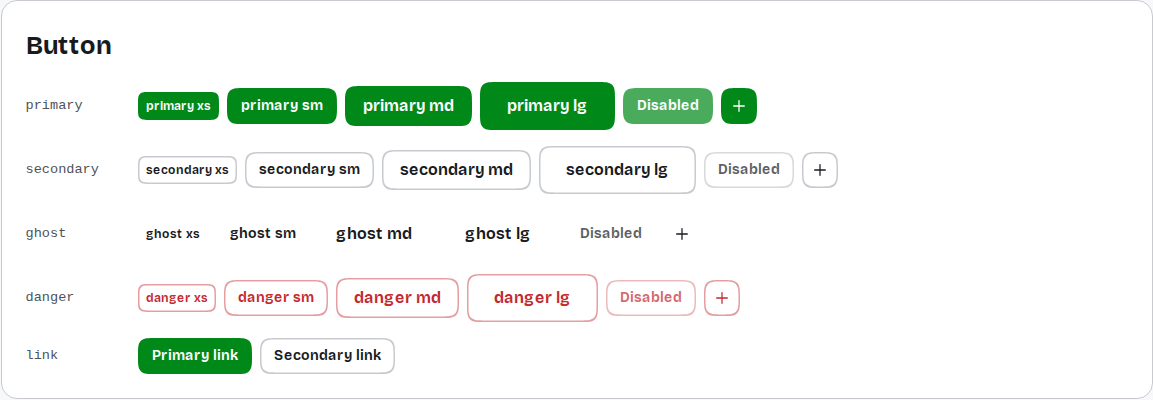 Button
primary primary xs primary sm primary md primary lg Disabled +
secondary secondary xs secondary sm secondary md secondary lg Disabled +
ghost ghost xs ghost sm ghost md ghost lg Disabled +
danger danger xs danger sm danger md danger lg Disabled +
link Primary link Secondary link